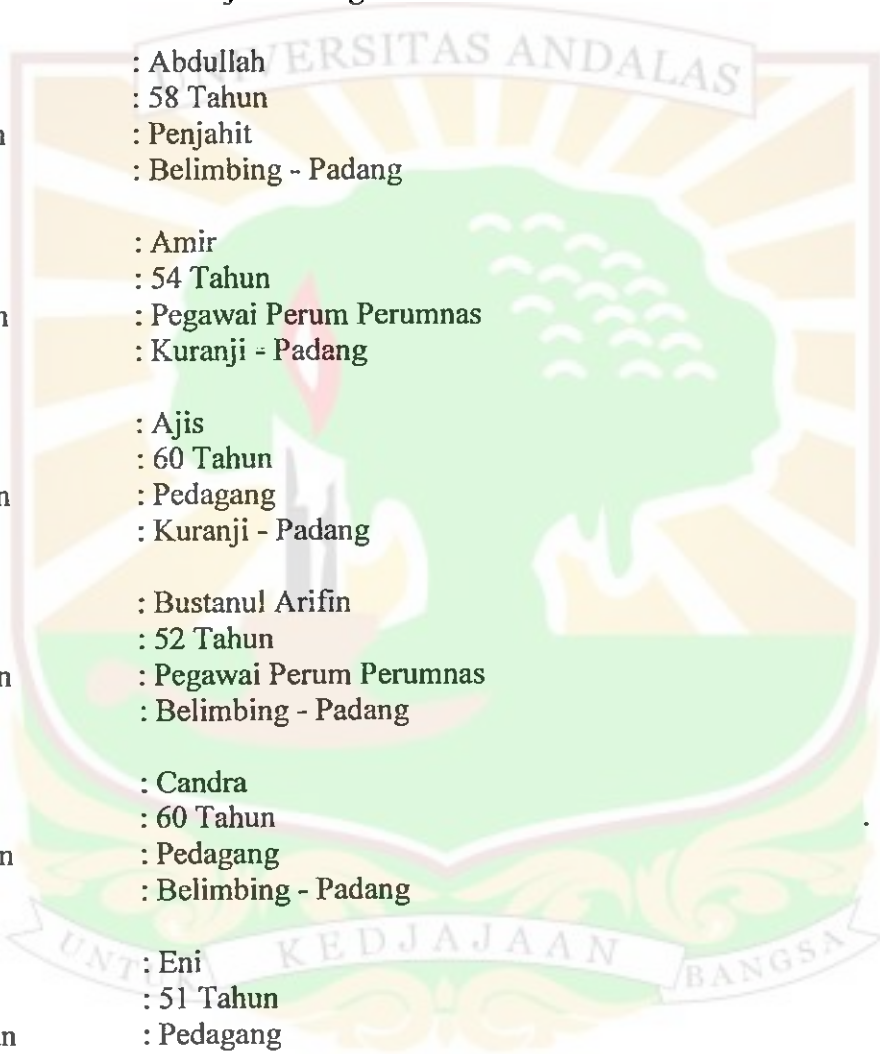 UNIVERSITAS ANDALAS
: Abdullah
: 58 Tahun
n : Penjahit
: Belimbing - Padang
: Amir
: 54 Tahun
n : Pegawai Perum Perumnas
: Kuranji - Padang
: Ajis
: 60 Tahun
n : Pedagang
: Kuranji - Padang
: Bustanul Arifin
: 52 Tahun
n : Pegawai Perum Perumnas
: Belimbing - Padang
: Candra
: 60 Tahun
n : Pedagang
: Belimbing - Padang
UNTUK KEDJAJAAN BANGSA
: Eni
: 51 Tahun
an : Pedagang